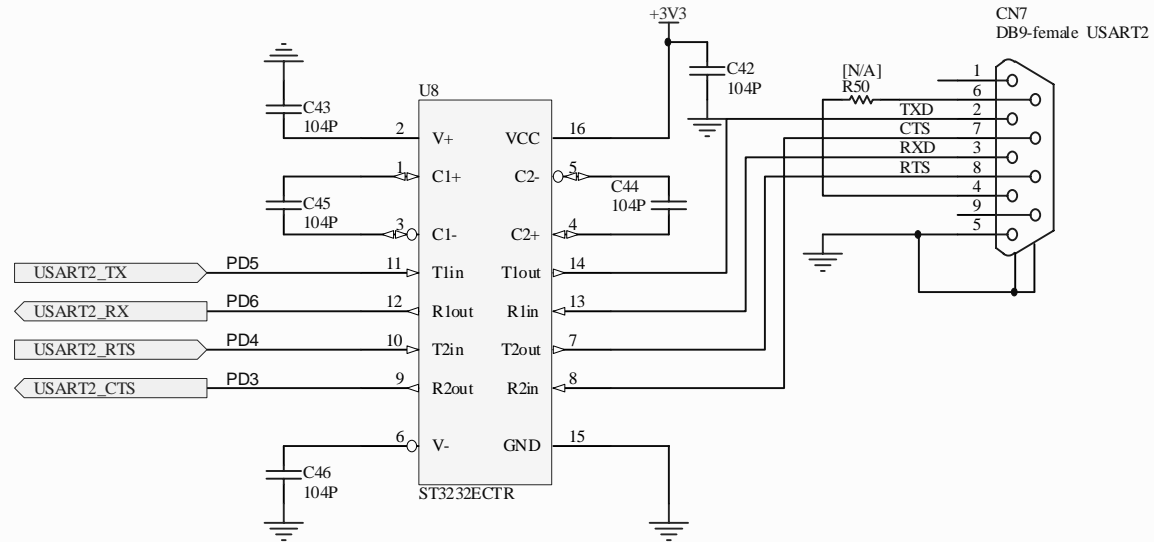 +3V3
CN7
DB9-female USART2
C43
104P
U8
C42
104P
[N/A]
R50
1
6
TXD
2
CTS
7
RXD
3
RTS
8
4
9
5
2
V+
VCC
16
1
C1+
C2-
5
C45
104P
C44
104P
3
C1-
C2+
4
USART2_TX
PD5
11
T1in
T1out
14
USART2_RX
PD6
12
R1out
R1in
13
USART2_RTS
PD4
10
T2in
T2out
7
USART2_CTS
PD3
9
R2out
R2in
8
6
V-
GND
15
C46
104P
ST3232ECTR